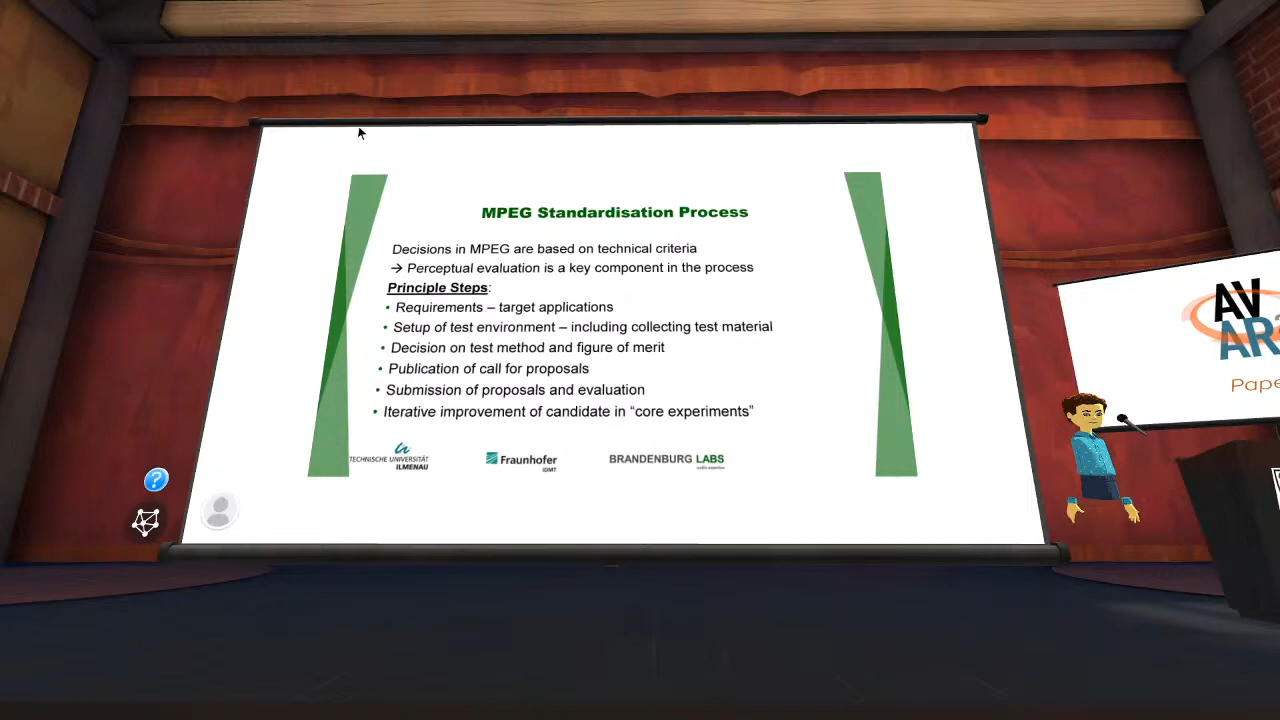 MPEG Standardisation Process
Decisions in MPEG are based on technical criteria
→ Perceptual evaluation is a key component in the process
Principle Steps:
• Requirements – target applications
• Setup of test environment – including collecting test material
• Decision on test method and figure of merit
• Publication of call for proposals
• Submission of proposals and evaluation
• Iterative improvement of candidate in “core experiments”
TECHNISCHE UNIVERSITÄT
ILMENAU
Fraunhofer
IDMT
BRANDENBURG LABS
?
AV
AR
Pape